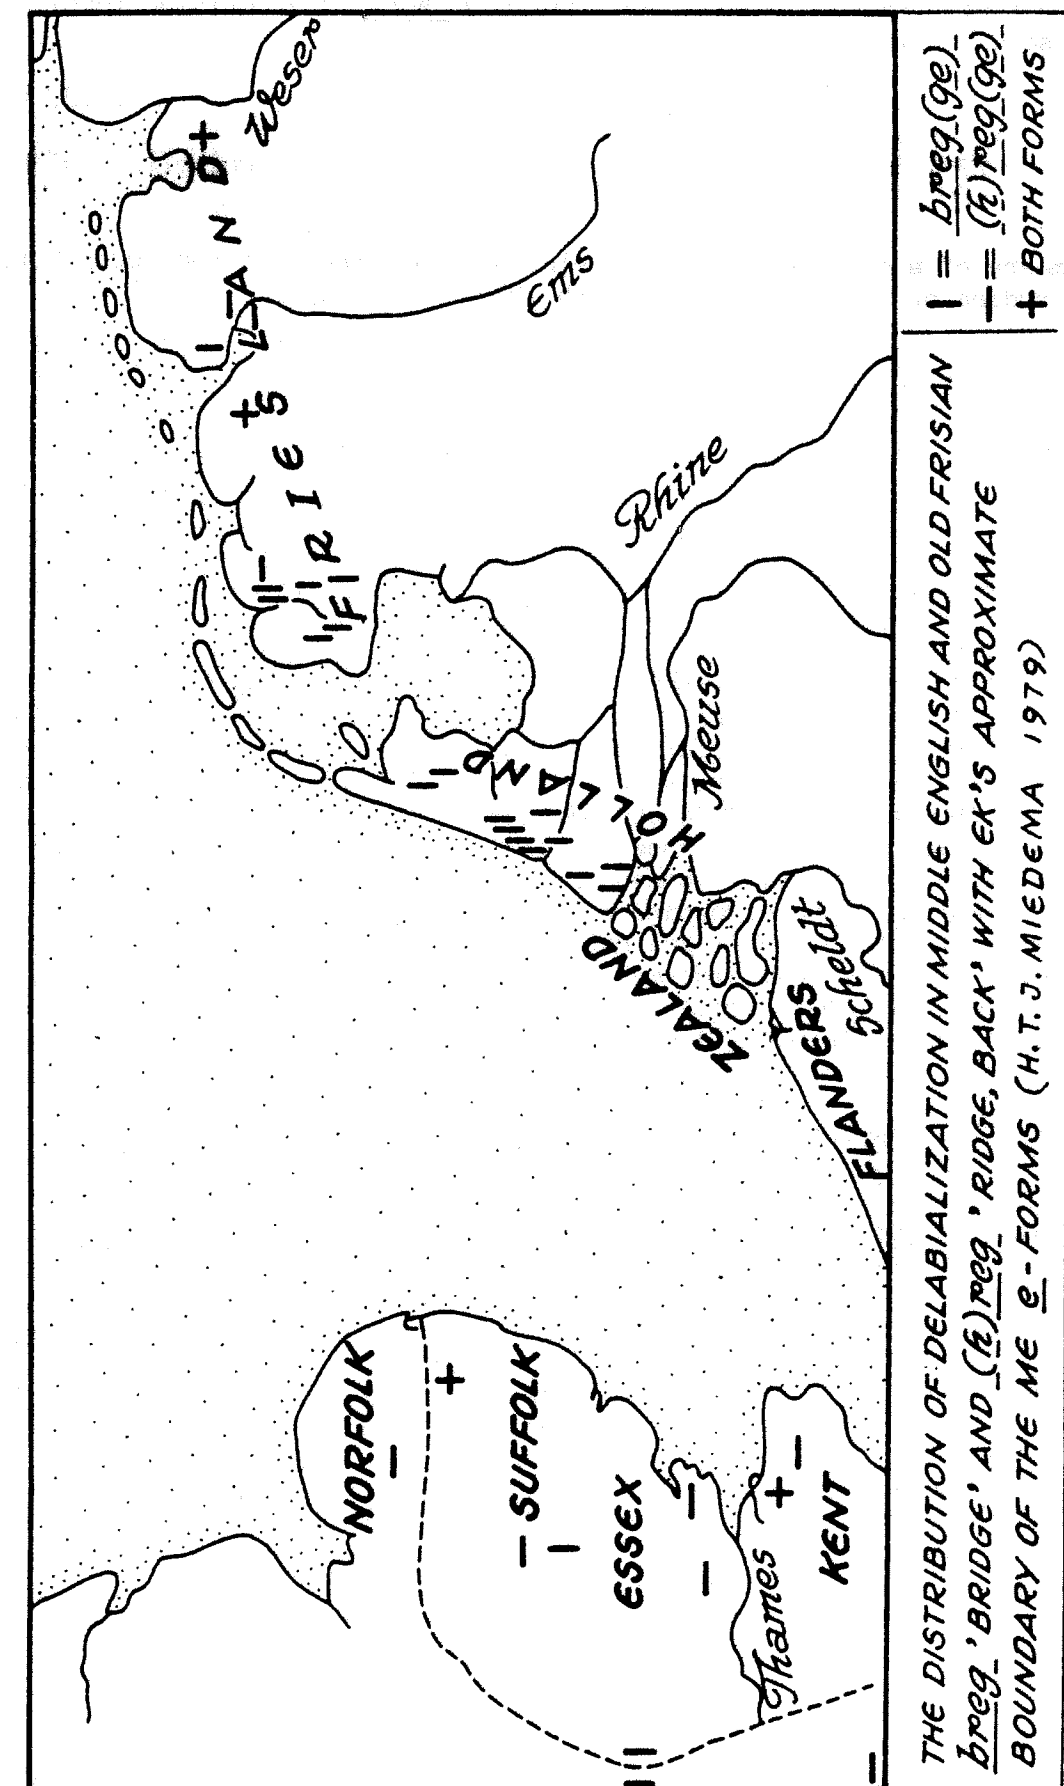 Weser
Ems
Rhine
Meuse
Scheldt
Thames
FRIESLAND
HOLLAND
ZEALAND
FLANDERS
NORFOLK
SUFFOLK
ESSEX
KENT
THE DISTRIBUTION OF DELABIALIZATION IN MIDDLE ENGLISH AND OLD FRISIAN
breg 'BRIDGE' AND (h)reg 'RIDGE, BACK' WITH EK'S APPROXIMATE
BOUNDARY OF THE ME e-FORMS (H.T.J. MIEDEMA 1979)
I = breg(ge)
— = (h)reg(ge)
+ BOTH FORMS